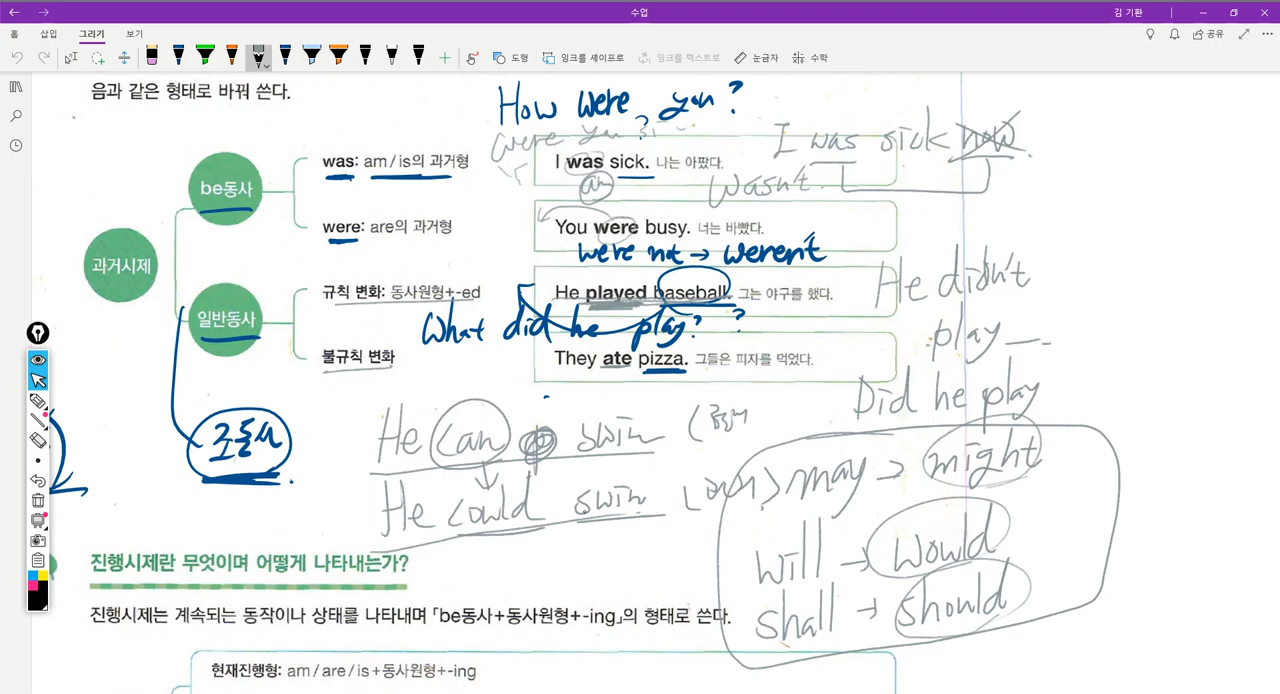 수업
김 기환
홈 삽입 그리기 보기
공유
도형 잉크를 셰이프로 잉크를 텍스트로 눈금자 수학
음과 같은 형태로 바꿔 쓴다.
How were you?
were you
I was sick now
was: am / is의 과거형
I was sick. 나는 아팠다.
be동사
am
wasn't.
were: are의 과거형
You were busy. 너는 바빴다.
were not → weren't
과거시제
He didn't
play
규칙 변화: 동사원형+-ed
He played baseball. 그는 야구를 했다.
일반동사
What did he play? ?
불규칙 변화
They ate pizza. 그들은 피자를 먹었다.
Did he play
조동사
He can swim
He could swim
may → might
will → would
shall → should
진행시제란 무엇이며 어떻게 나타내는가?
진행시제는 계속되는 동작이나 상태를 나타내며 「be동사+동사원형+-ing」의 형태로 쓴다.
현재진행형: am / are / is+동사원형+-ing